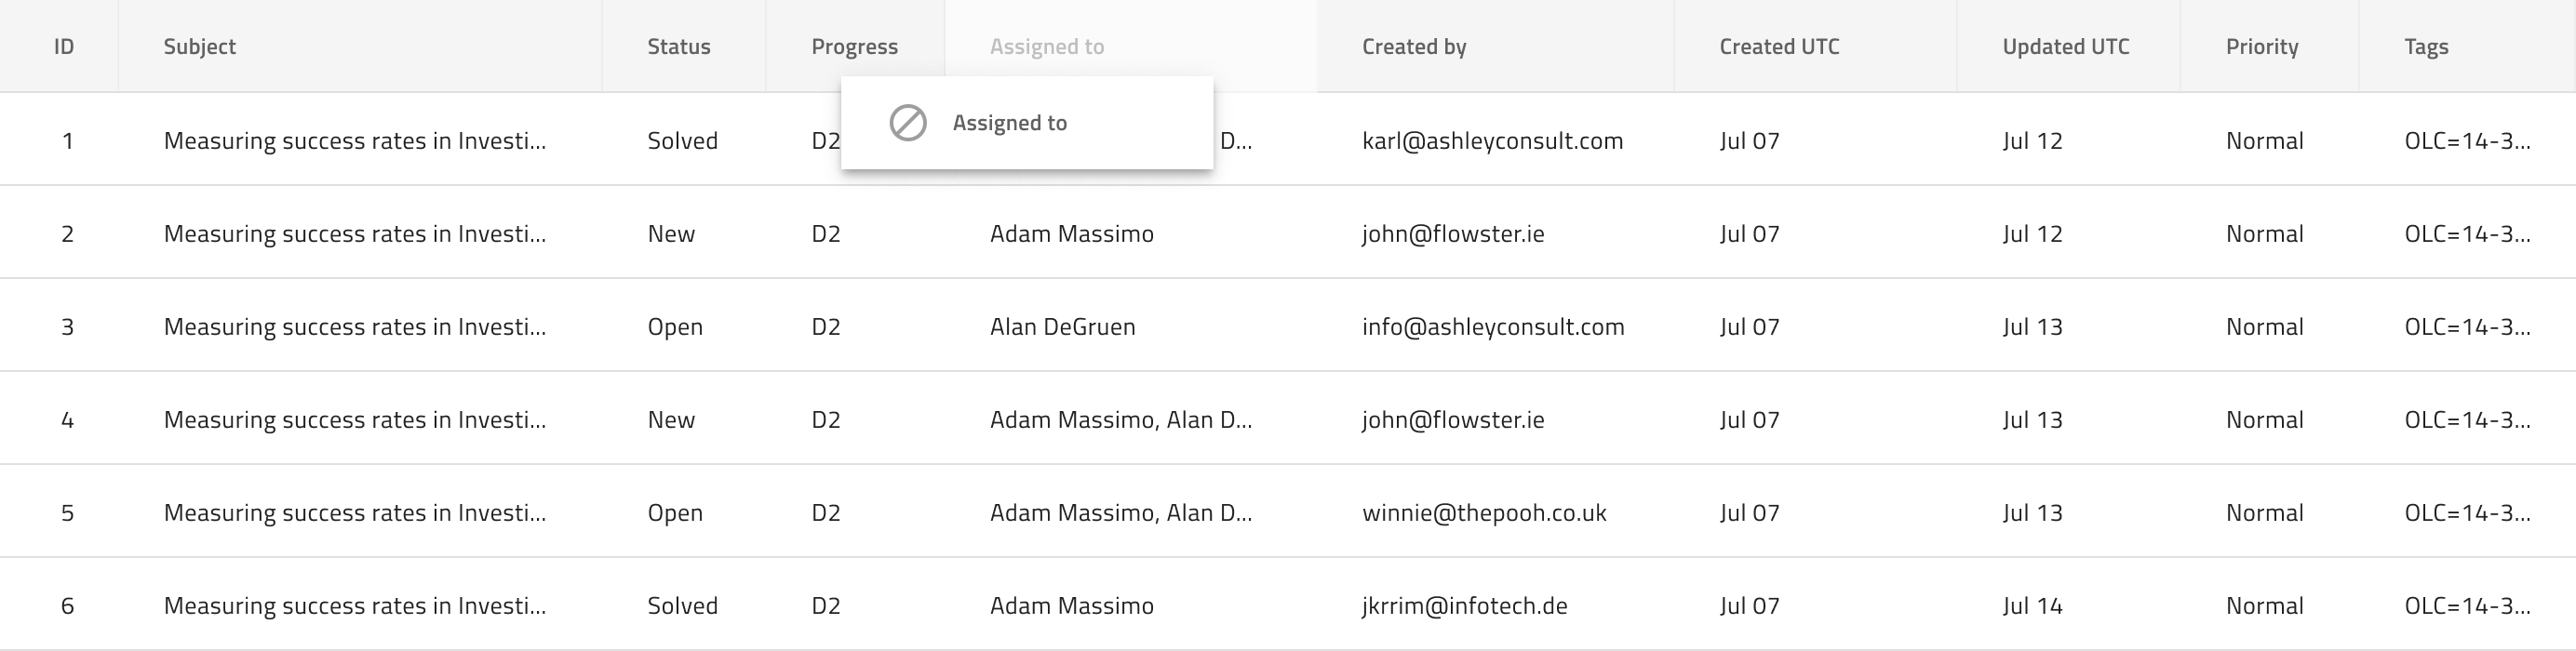 ID Subject Status Progress Assigned to Created by Created UTC Updated UTC Priority Tags
Assigned to
1 Measuring success rates in Investi... Solved D2 D... karl@ashleyconsult.com Jul 07 Jul 12 Normal OLC=14-3...
2 Measuring success rates in Investi... New D2 Adam Massimo john@flowster.ie Jul 07 Jul 12 Normal OLC=14-3...
3 Measuring success rates in Investi... Open D2 Alan DeGruen info@ashleyconsult.com Jul 07 Jul 13 Normal OLC=14-3...
4 Measuring success rates in Investi... New D2 Adam Massimo, Alan D... john@flowster.ie Jul 07 Jul 13 Normal OLC=14-3...
5 Measuring success rates in Investi... Open D2 Adam Massimo, Alan D... winnie@thepooh.co.uk Jul 07 Jul 13 Normal OLC=14-3...
6 Measuring success rates in Investi... Solved D2 Adam Massimo jkrrim@infotech.de Jul 07 Jul 14 Normal OLC=14-3...